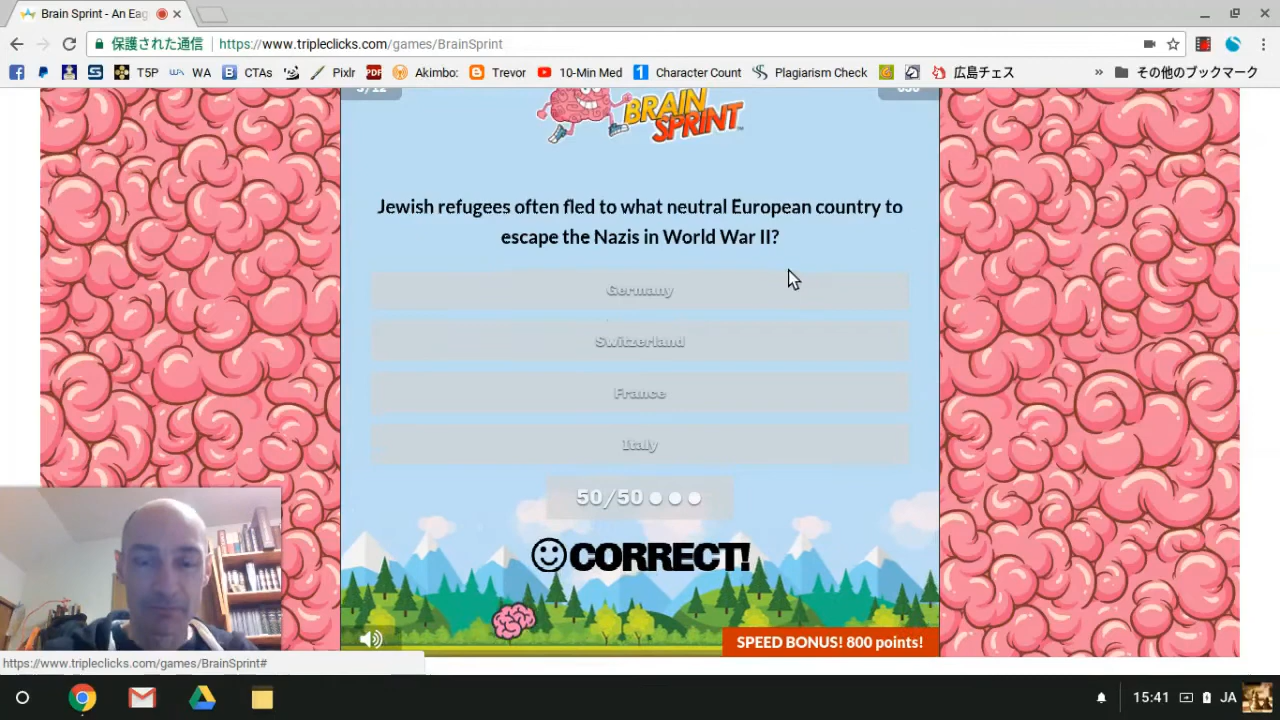 Brain Sprint - An Eag
保護された通信 https://www.tripleclicks.com/games/BrainSprint
T5P WA CTAs Pixlr PDF Akimbo: Trevor 10-Min Med 1 Character Count Plagiarism Check 広島チェス » その他のブックマーク
BRAIN
SPRINT
Jewish refugees often fled to what neutral European country to
escape the Nazis in World War II?
Germany
Switzerland
France
Italy
50/50
CORRECT!
SPEED BONUS! 800 points!
https://www.tripleclicks.com/games/BrainSprint#
15:41 JA